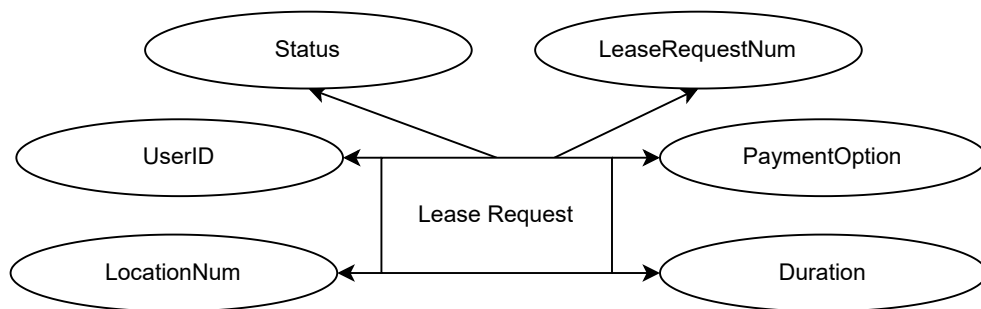 Status
LeaseRequestNum
UserID
PaymentOption
Lease Request
LocationNum
Duration